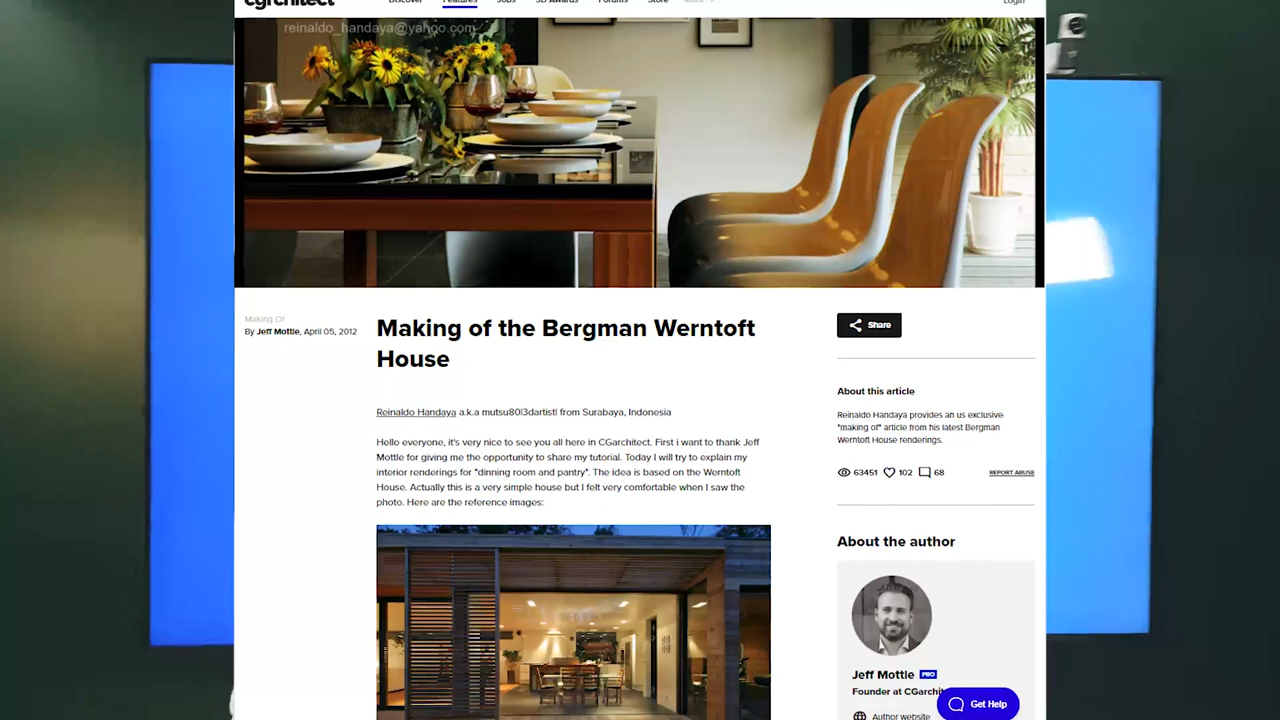 cgarchitect
Discover Features Jobs 3D Awards Forums Store More Login
reinaldo_handaya@yahoo.com
Making Of
By Jeff Mottle, April 05, 2012
Making of the Bergman Werntoft
House
Share
Reinaldo Handaya a.k.a mutsu80|3dartist| from Surabaya, Indonesia
Hello everyone, it's very nice to see you all here in CGarchitect. First i want to thank Jeff
Mottle for giving me the opportunity to share my tutorial. Today I will try to explain my
interior renderings for "dinning room and pantry". The idea is based on the Werntoft
House. Actually this is a very simple house but I felt very comfortable when I saw the
photo. Here are the reference images:
About this article
Reinaldo Handaya provides an us exclusive
"making of" article from his latest Bergman
Werntoft House renderings.
63451 102 68 REPORT ABUSE
About the author
Jeff Mottle PRO
Founder at CGarchit
Get Help
Author website